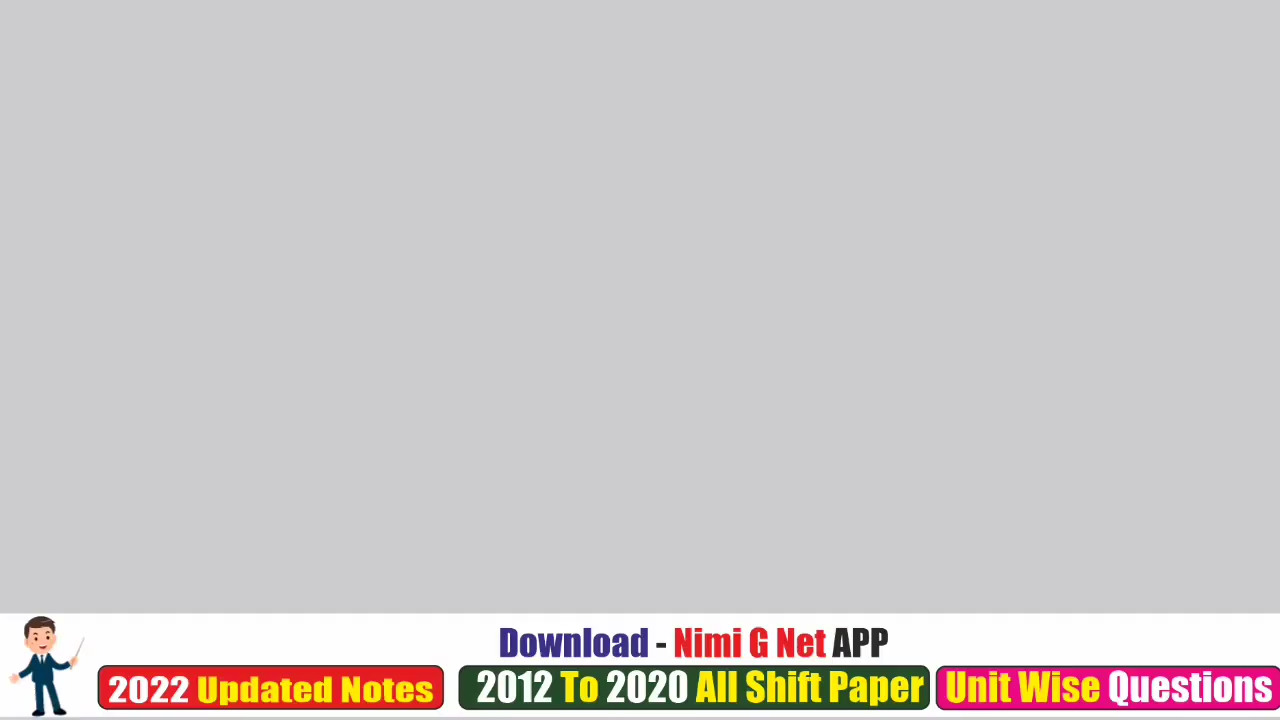 Download - Nimi G Net APP
2022 Updated Notes 2012 To 2020 All Shift Paper Unit Wise Questions